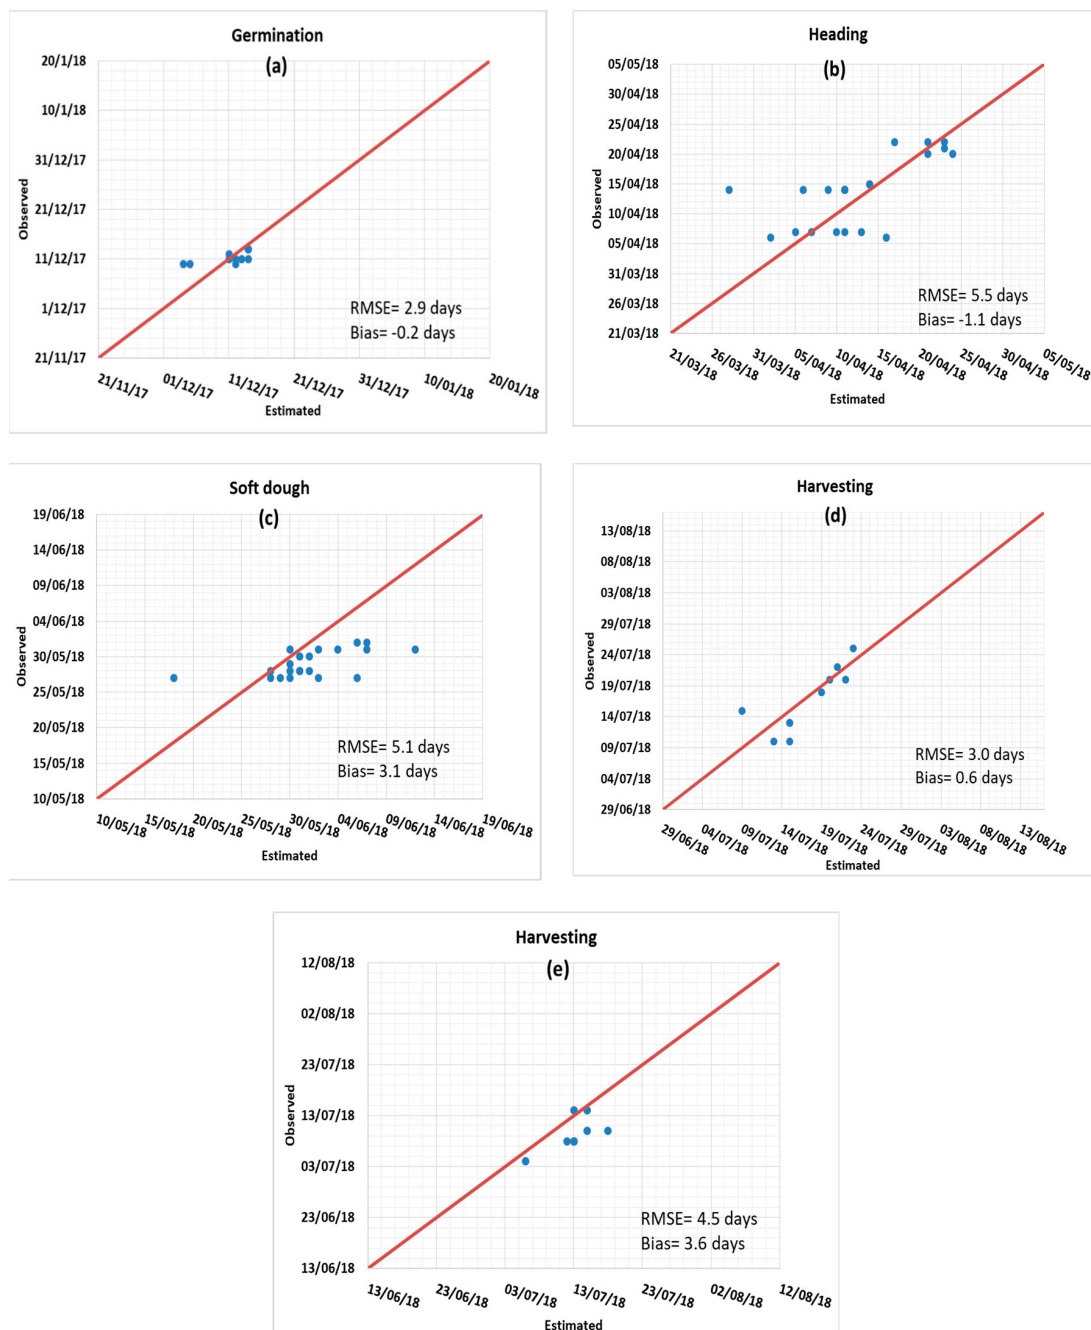 Germination
(a)
20/1/18
10/1/18
31/12/17
21/12/17
11/12/17
1/12/17
21/11/17
Observed
RMSE= 2.9 days
Bias= -0.2 days
21/11/17
01/12/17
11/12/17
21/12/17
31/12/17
10/01/18
20/01/18
Estimated
Heading
(b)
05/05/18
30/04/18
25/04/18
20/04/18
15/04/18
10/04/18
05/04/18
31/03/18
26/03/18
21/03/18
Observed
RMSE= 5.5 days
Bias= -1.1 days
21/03/18
26/03/18
31/03/18
05/04/18
10/04/18
15/04/18
20/04/18
25/04/18
30/04/18
05/05/18
Estimated
Soft dough
(c)
19/06/18
14/06/18
09/06/18
04/06/18
30/05/18
25/05/18
20/05/18
15/05/18
10/05/18
Observed
RMSE= 5.1 days
Bias= 3.1 days
10/05/18
15/05/18
20/05/18
25/05/18
30/05/18
04/06/18
09/06/18
14/06/18
19/06/18
Estimated
Harvesting
(d)
13/08/18
08/08/18
03/08/18
29/07/18
24/07/18
19/07/18
14/07/18
09/07/18
04/07/18
29/06/18
Observed
RMSE= 3.0 days
Bias= 0.6 days
29/06/18
04/07/18
09/07/18
14/07/18
19/07/18
24/07/18
29/07/18
03/08/18
08/08/18
13/08/18
Estimated
Harvesting
(e)
12/08/18
02/08/18
23/07/18
13/07/18
03/07/18
23/06/18
13/06/18
Observed
RMSE= 4.5 days
Bias= 3.6 days
13/06/18
23/06/18
03/07/18
13/07/18
23/07/18
02/08/18
12/08/18
Estimated